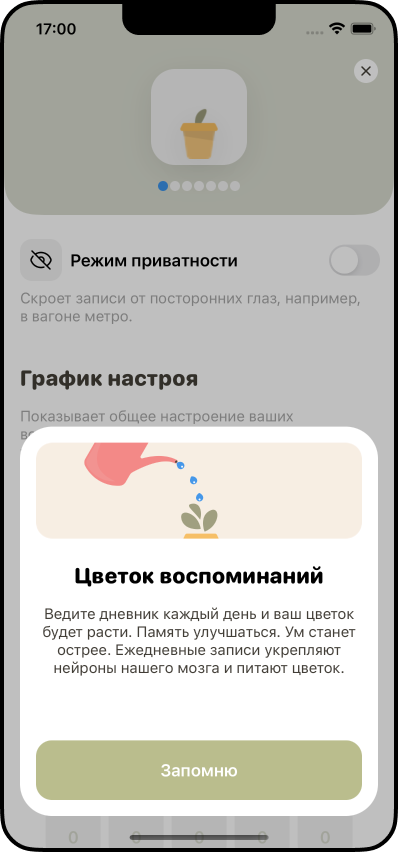 17:00
Режим приватности
Скроет записи от посторонних глаз, например,
в вагоне метро.
График настроя
Показывает общее настроение ваших
Цветок воспоминаний
Ведите дневник каждый день и ваш цветок
будет расти. Память улучшаться. Ум станет
острее. Ежедневные записи укрепляют
нейроны нашего мозга и питают цветок.
Запомню
0 0 0 0 0